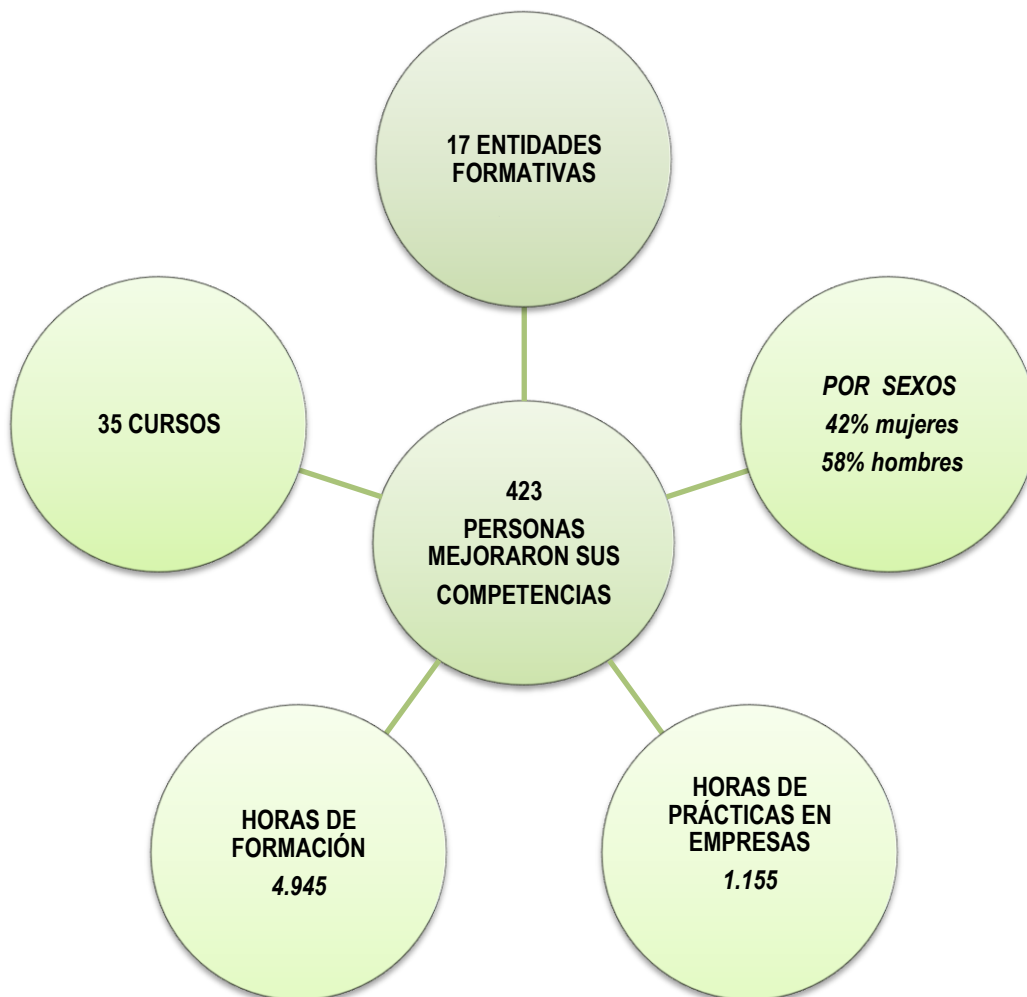 17 ENTIDADES
FORMATIVAS
35 CURSOS
POR SEXOS
42% mujeres
58% hombres
423
PERSONAS
MEJORARON SUS
COMPETENCIAS
HORAS DE
FORMACIÓN
4.945
HORAS DE
PRÁCTICAS EN
EMPRESAS
1.155